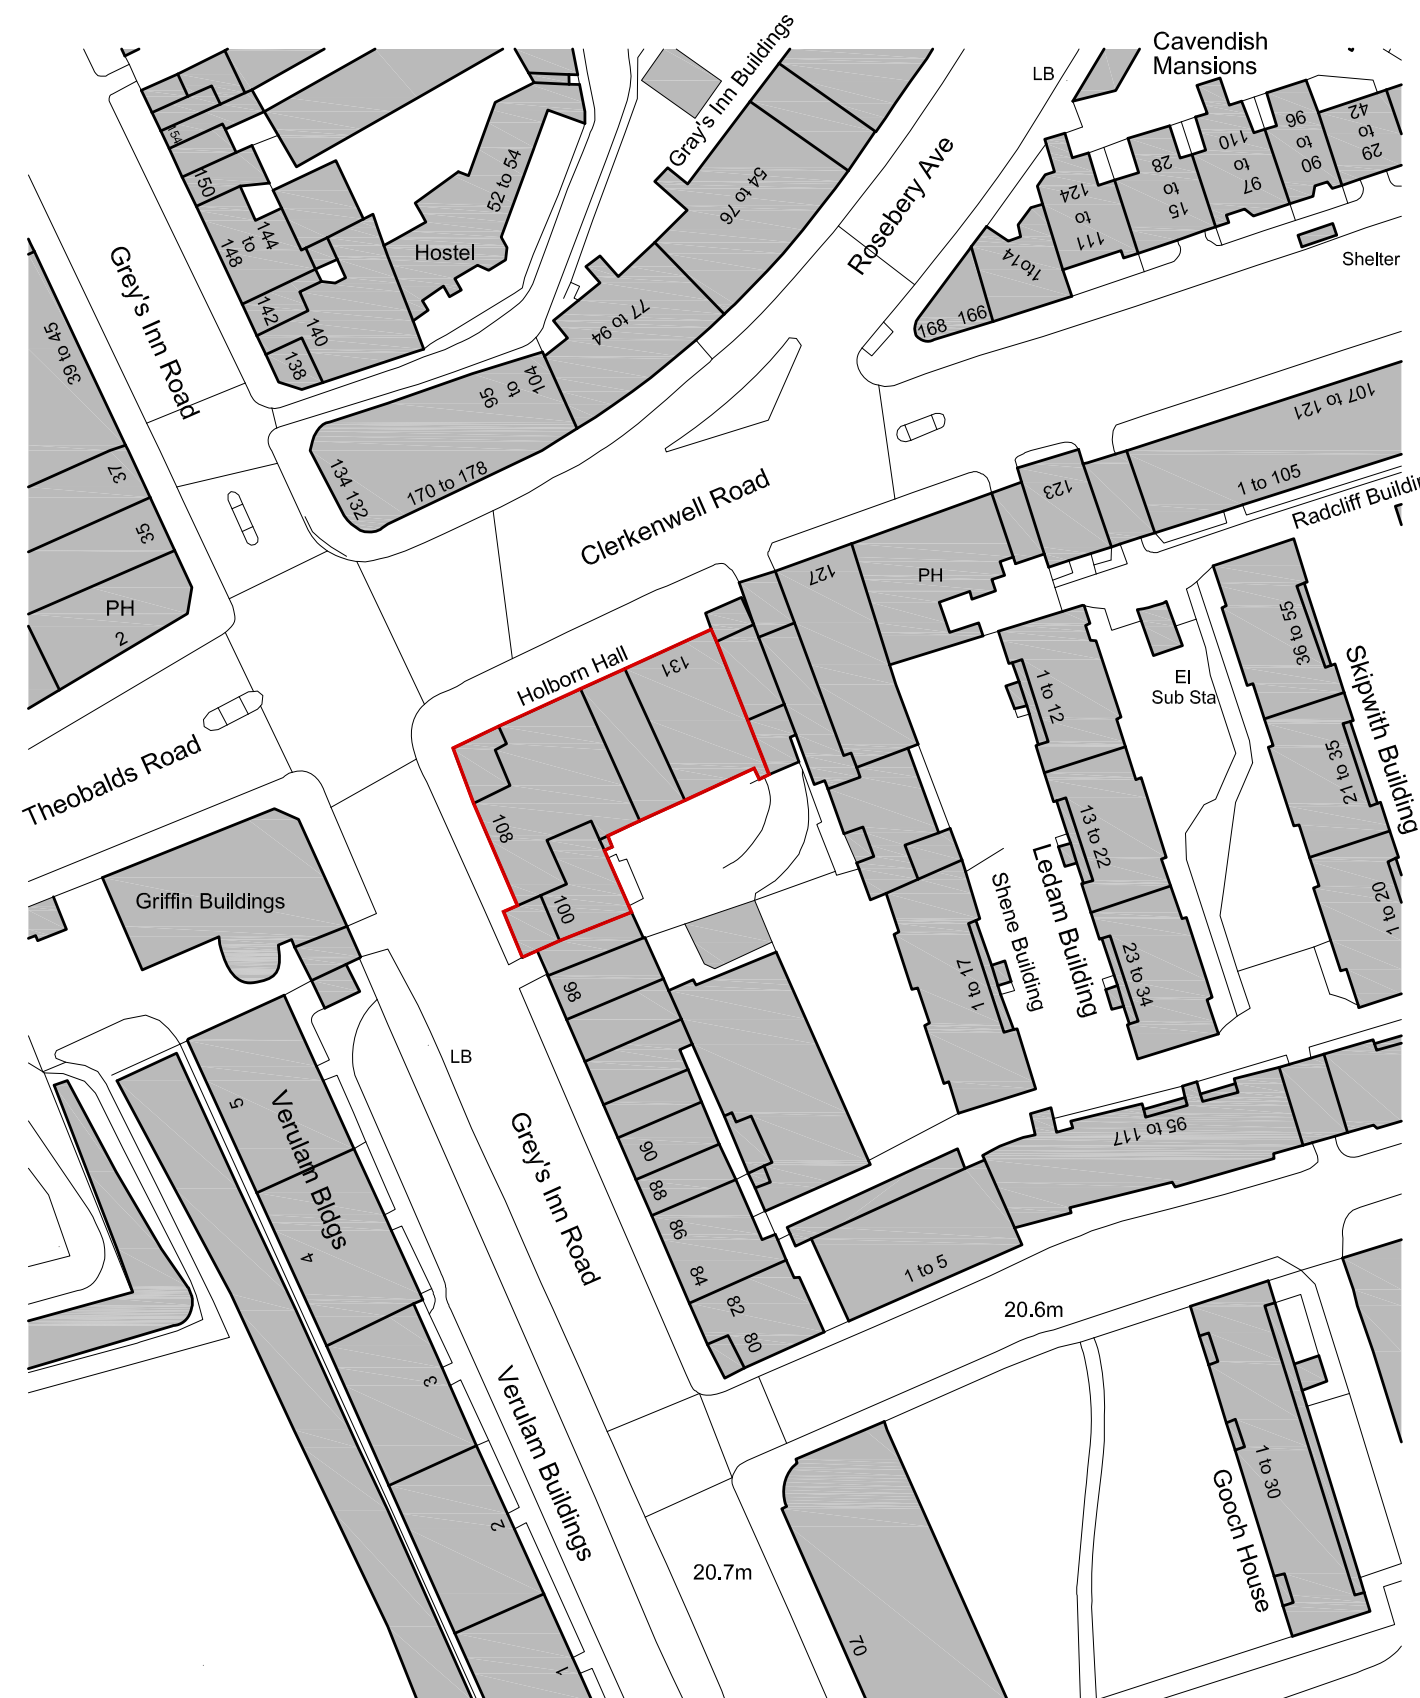 Cavendish
Mansions
LB
Gray's Inn Buildings
154
150
144
to
148
142
140
138
52 to 54
Hostel
54 to 76
77 to 94
Rosebery Ave
124
to
111
28
to
15
110
to
97
96
to
90
42
to
29
1to14
168
166
Shelter
Grey's Inn Road
39 to 45
37
35
PH
2
104
to
95
134 132
170 to 178
Clerkenwell Road
107 to 121
1 to 105
123
Radcliff Buildin
127
PH
Holborn Hall
131
Theobalds Road
108
100
Griffin Buildings
El
Sub Sta
1 to 12
13 to 22
23 to 34
Ledam Building
Shene Building
1 to 17
36 to 55
21 to 35
1 to 20
Skipwith Building
98
LB
5
Verulam Bldgs
4
3
2
1
Verulam Buildings
Grey's Inn Road
90
88
86
84
82
80
95 to 117
1 to 5
20.6m
20.7m
70
1 to 30
Gooch House